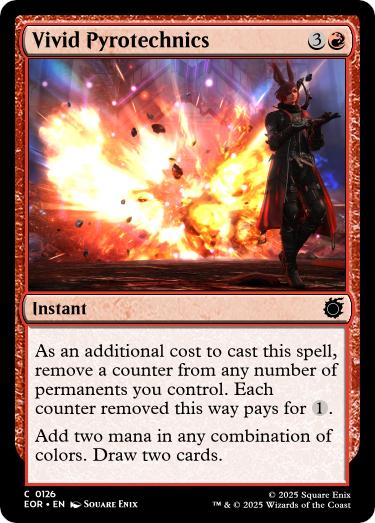 Vivid Pyrotechnics 3
Instant
As an additional cost to cast this spell,
remove a counter from any number of
permanents you control. Each
counter removed this way pays for 1.
Add two mana in any combination of
colors. Draw two cards.
C 0126
EOR • EN Square Enix
© 2025 Square Enix
™ & © 2025 Wizards of the Coast